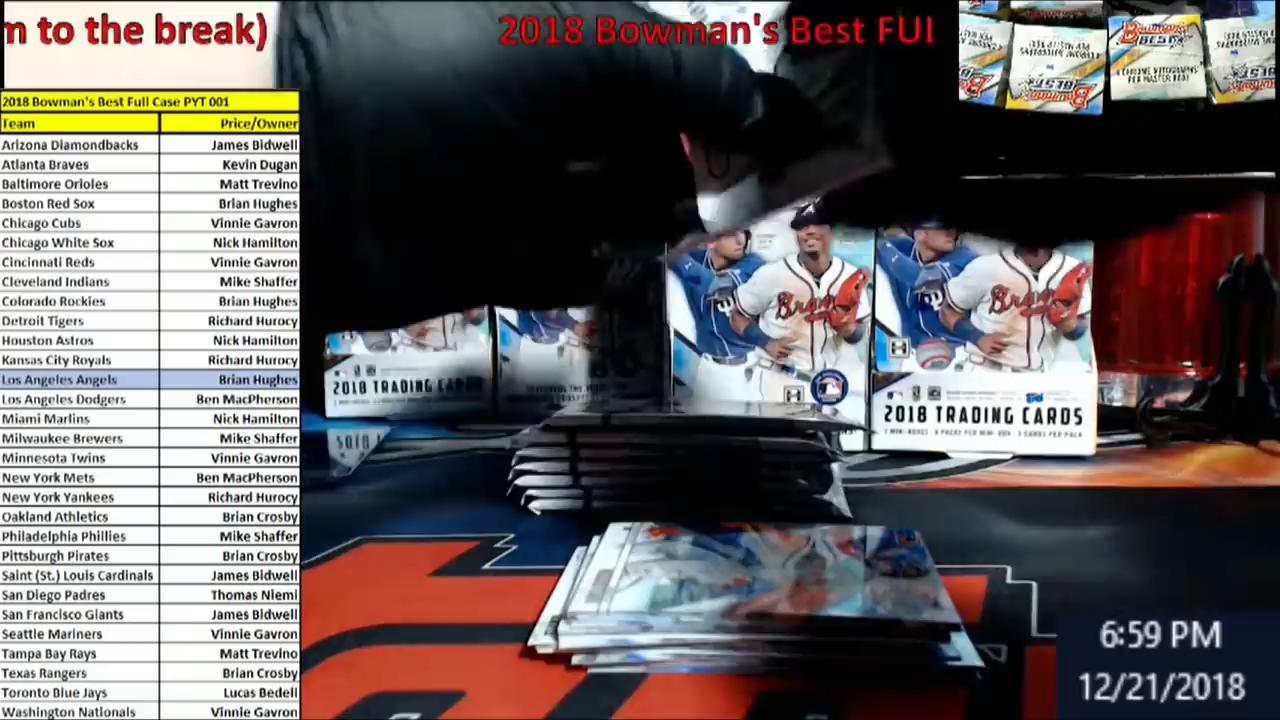 n to the break)
2018 Bowman's Best FUI
2018 Bowman's Best Full Case PYT 001
Team Price/Owner
Arizona Diamondbacks James Bidwell
Atlanta Braves Kevin Dugan
Baltimore Orioles Matt Trevino
Boston Red Sox Brian Hughes
Chicago Cubs Vinnie Gavron
Chicago White Sox Nick Hamilton
Cincinnati Reds Vinnie Gavron
Cleveland Indians Mike Shaffer
Colorado Rockies Brian Hughes
Detroit Tigers Richard Hurocy
Houston Astros Nick Hamilton
Kansas City Royals Richard Hurocy
Los Angeles Angels Brian Hughes
Los Angeles Dodgers Ben MacPherson
Miami Marlins Nick Hamilton
Milwaukee Brewers Mike Shaffer
Minnesota Twins Vinnie Gavron
New York Mets Ben MacPherson
New York Yankees Richard Hurocy
Oakland Athletics Brian Crosby
Philadelphia Phillies Mike Shaffer
Pittsburgh Pirates Brian Crosby
Saint (St.) Louis Cardinals James Bidwell
San Diego Padres Thomas Niemi
San Francisco Giants James Bidwell
Seattle Mariners Vinnie Gavron
Tampa Bay Rays Matt Trevino
Texas Rangers Brian Crosby
Toronto Blue Jays Lucas Bedell
Washington Nationals Vinnie Gavron
Bowman's
BEST
2018 TRADING CARDS
2018 TRADING CARDS
6:59 PM
12/21/2018